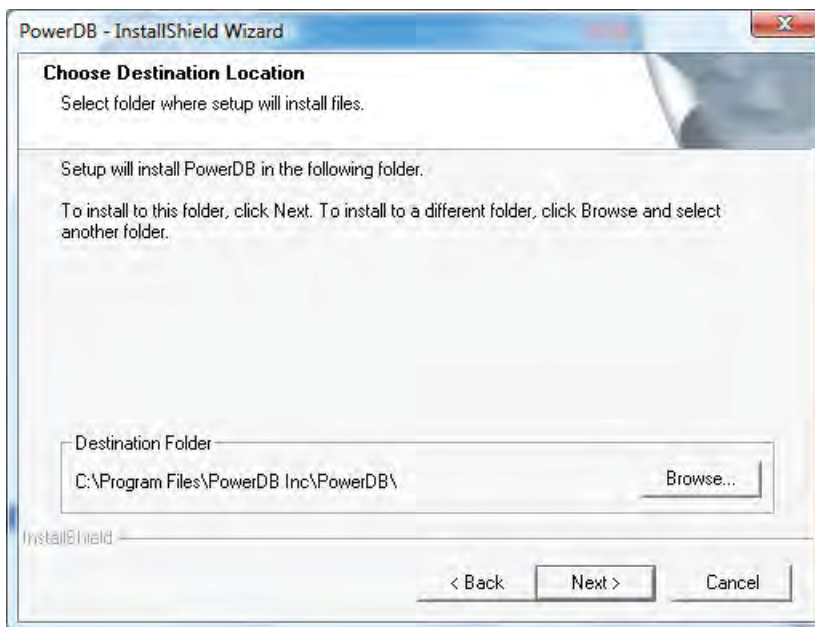 PowerDB - InstallShield Wizard
Choose Destination Location
Select folder where setup will install files.
Setup will install PowerDB in the following folder.
To install to this folder, click Next. To install to a different folder, click Browse and select
another folder.
Destination Folder
C:\Program Files\PowerDB Inc\PowerDB\
Browse...
InstallShield
< Back
Next >
Cancel